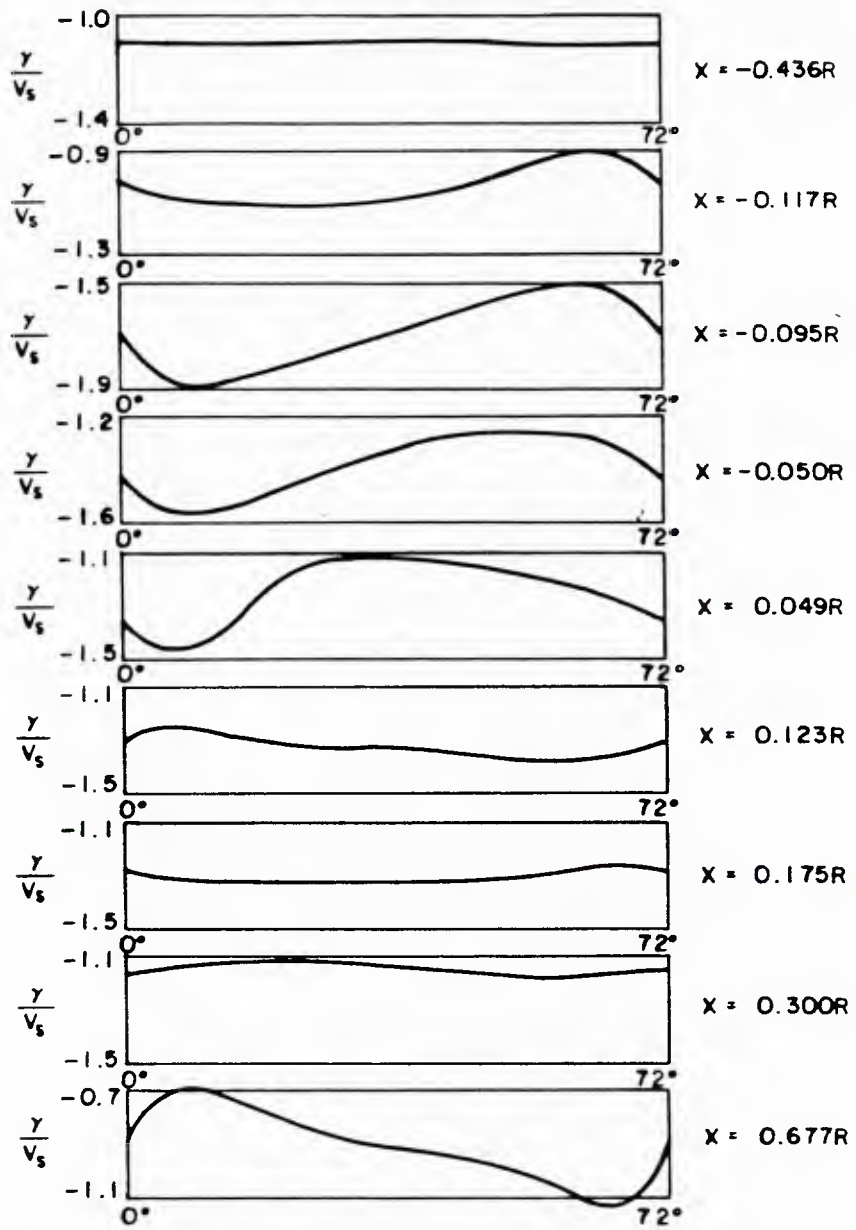 -1.0
γ
Vs
X = -0.436R
-1.4
0° 72°
-0.9
γ
Vs
X = -0.117R
-1.3
0° 72°
-1.5
γ
Vs
X = -0.095R
-1.9
0° 72°
-1.2
γ
Vs
X = -0.050R
-1.6
0° 72°
-1.1
γ
Vs
X = 0.049R
-1.5
0° 72°
-1.1
γ
Vs
X = 0.123R
-1.5
0° 72°
-1.1
γ
Vs
X = 0.175R
-1.5
0° 72°
-1.1
γ
Vs
X = 0.300R
-1.5
0° 72°
-0.7
γ
Vs
X = 0.677R
-1.1
0° 72°